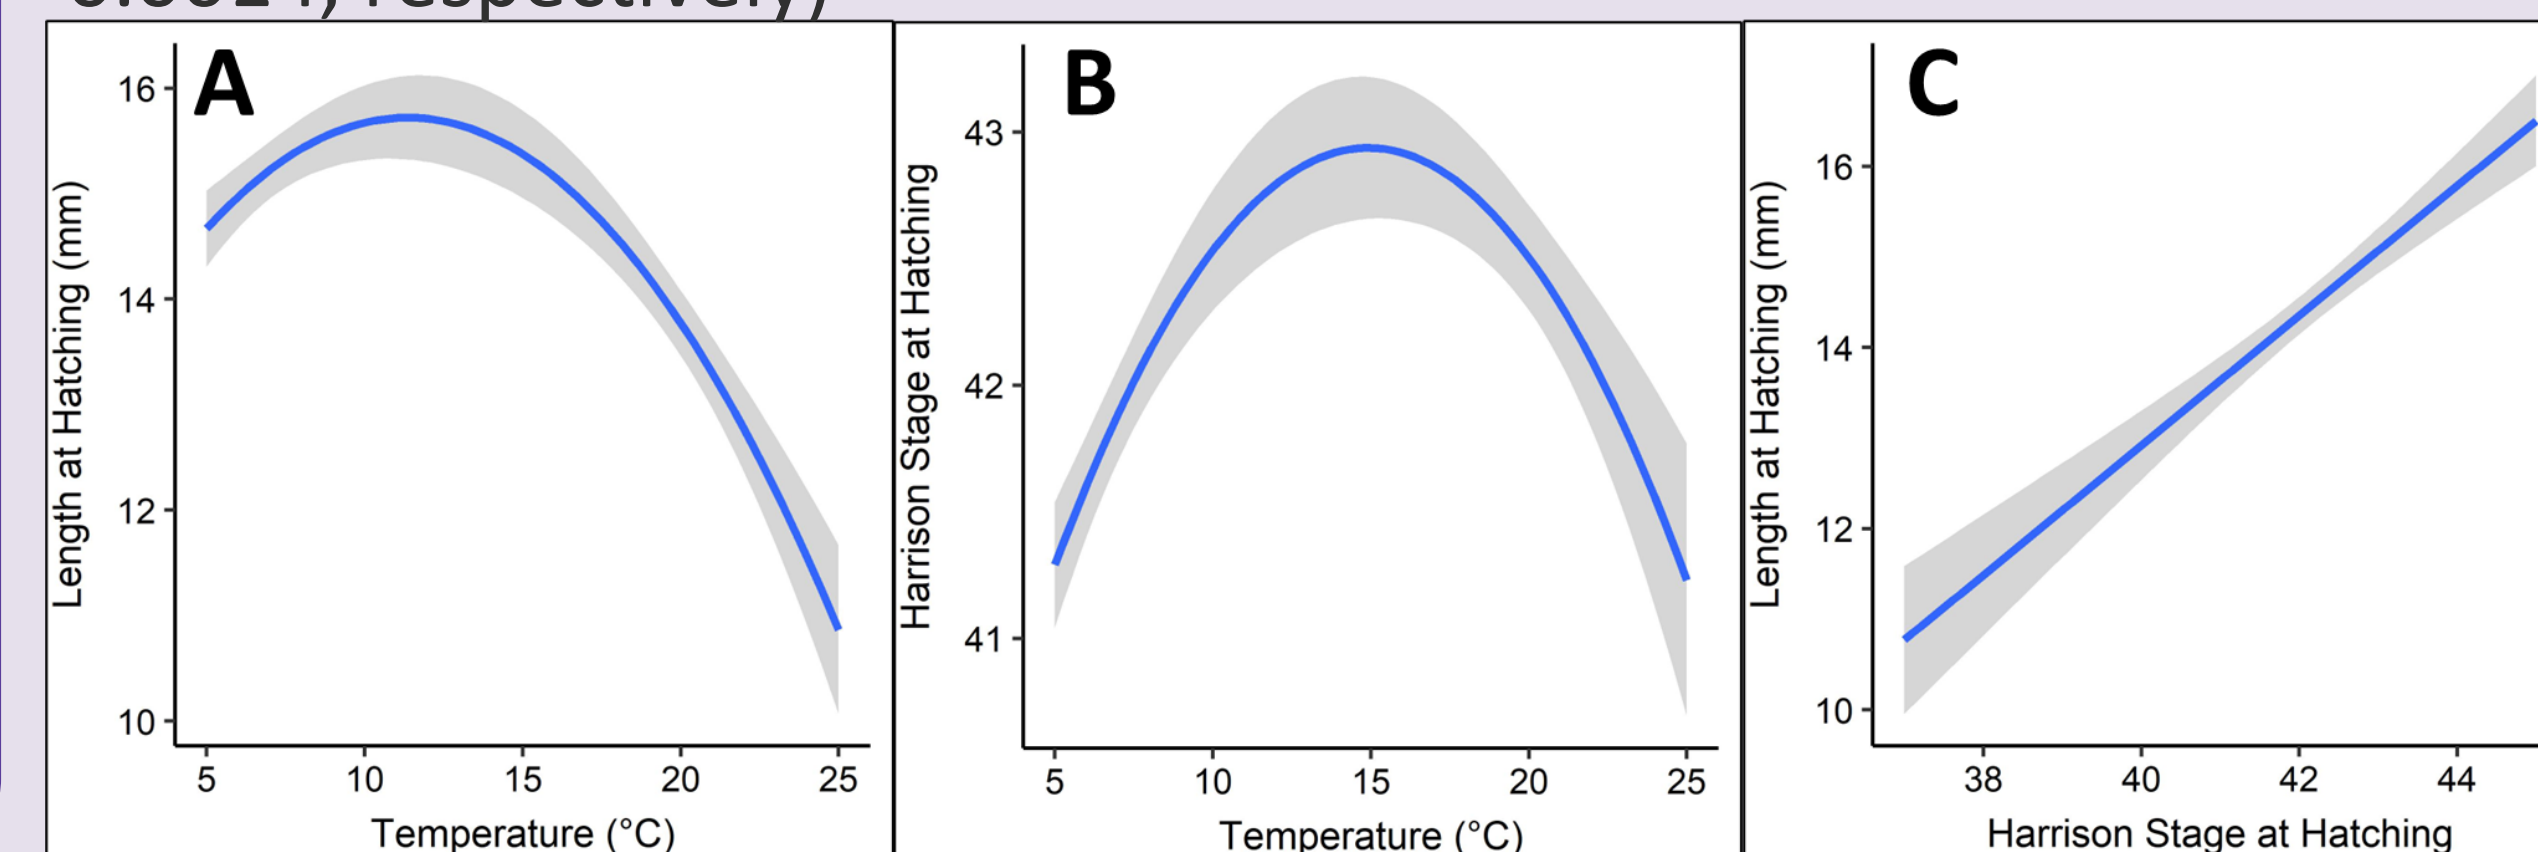 respectively)
A
Length at Hatching (mm)
16
14
12
10
5 10 15 20 25
Temperature (°C)
B
Harrison Stage at Hatching
43
42
41
5 10 15 20 25
Temperature (°C)
C
Length at Hatching (mm)
16
14
12
10
38 40 42 44
Harrison Stage at Hatching